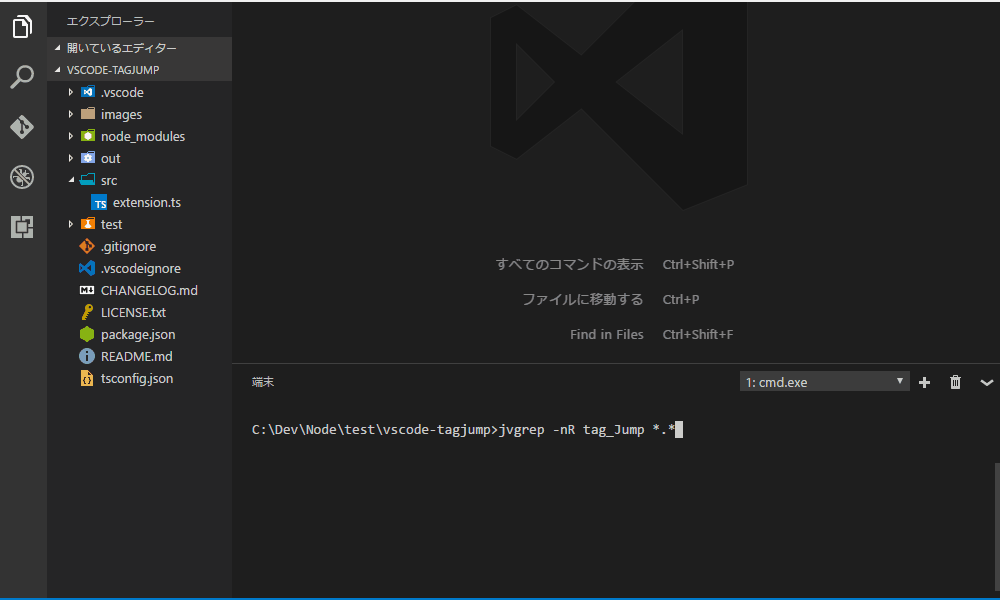 エクスプローラー
開いているエディター
VSCODE-TAGJUMP
.vscode
images
node_modules
out
src
TS extension.ts
test
.gitignore
.vscodeignore
M↓ CHANGELOG.md
LICENSE.txt
package.json
README.md
{} tsconfig.json
すべてのコマンドの表示 Ctrl+Shift+P
ファイルに移動する Ctrl+P
Find in Files Ctrl+Shift+F
端末 1: cmd.exe
C:\Dev\Node\test\vscode-tagjump>jvgrep -nR tag_Jump *.*